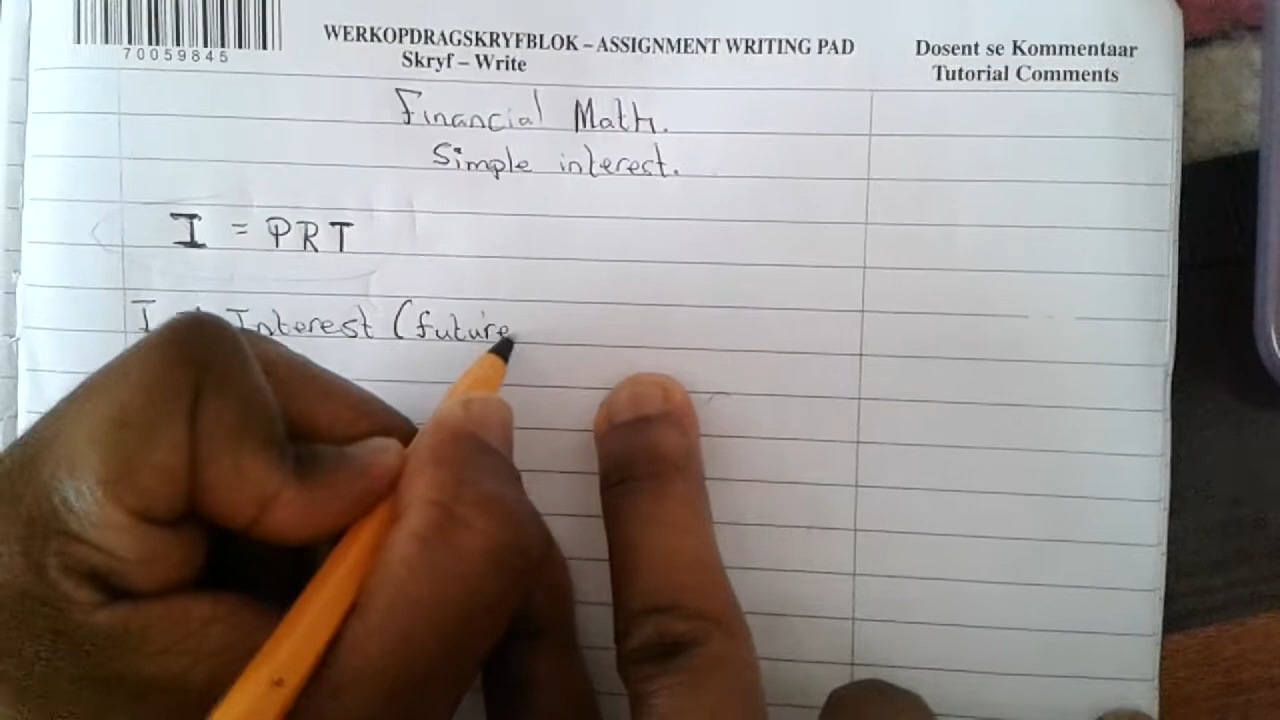 70059845
WERKOPDRAGSKRYFBLOK – ASSIGNMENT WRITING PAD
Skryf – Write
Dosent se Kommentaar
Tutorial Comments
Financial Math.
Simple interest.
I = PRT
I → Interest (future